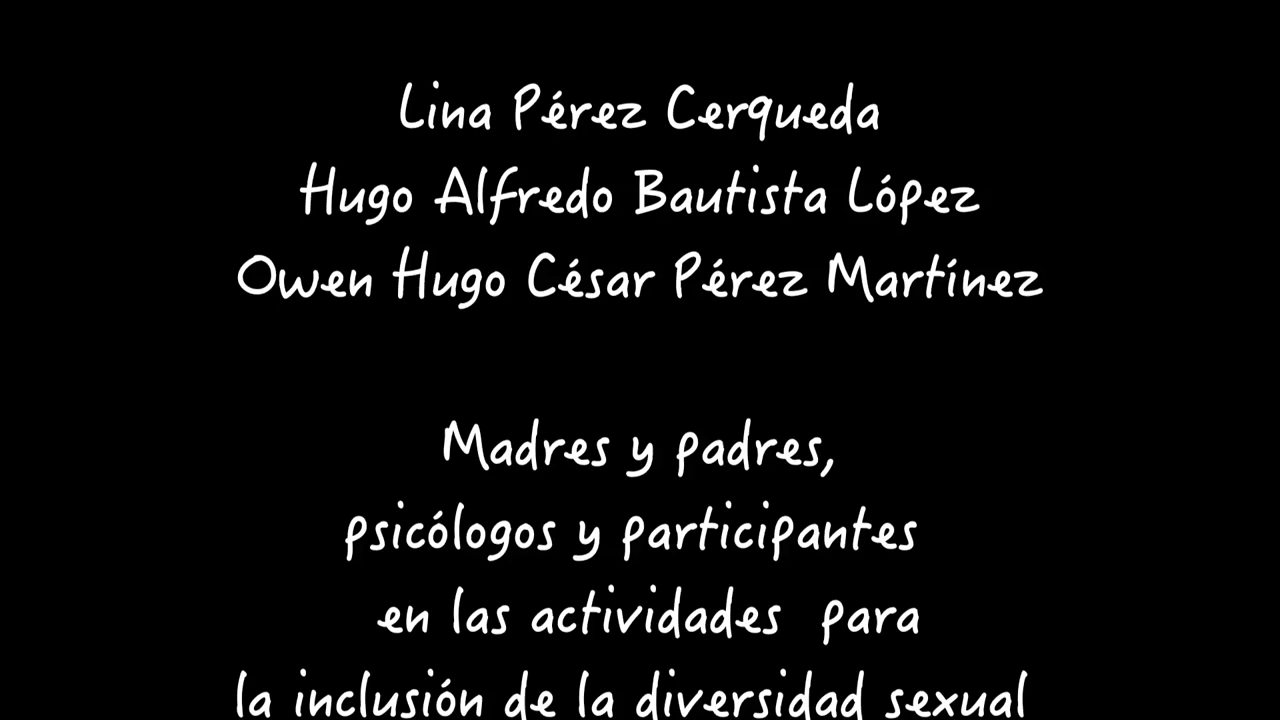 Lina Pérez Cerqueda
Hugo Alfredo Bautista López
Owen Hugo César Pérez Martínez
Madres y padres,
psicólogos y participantes
en las actividades para
la inclusión de la diversidad sexual